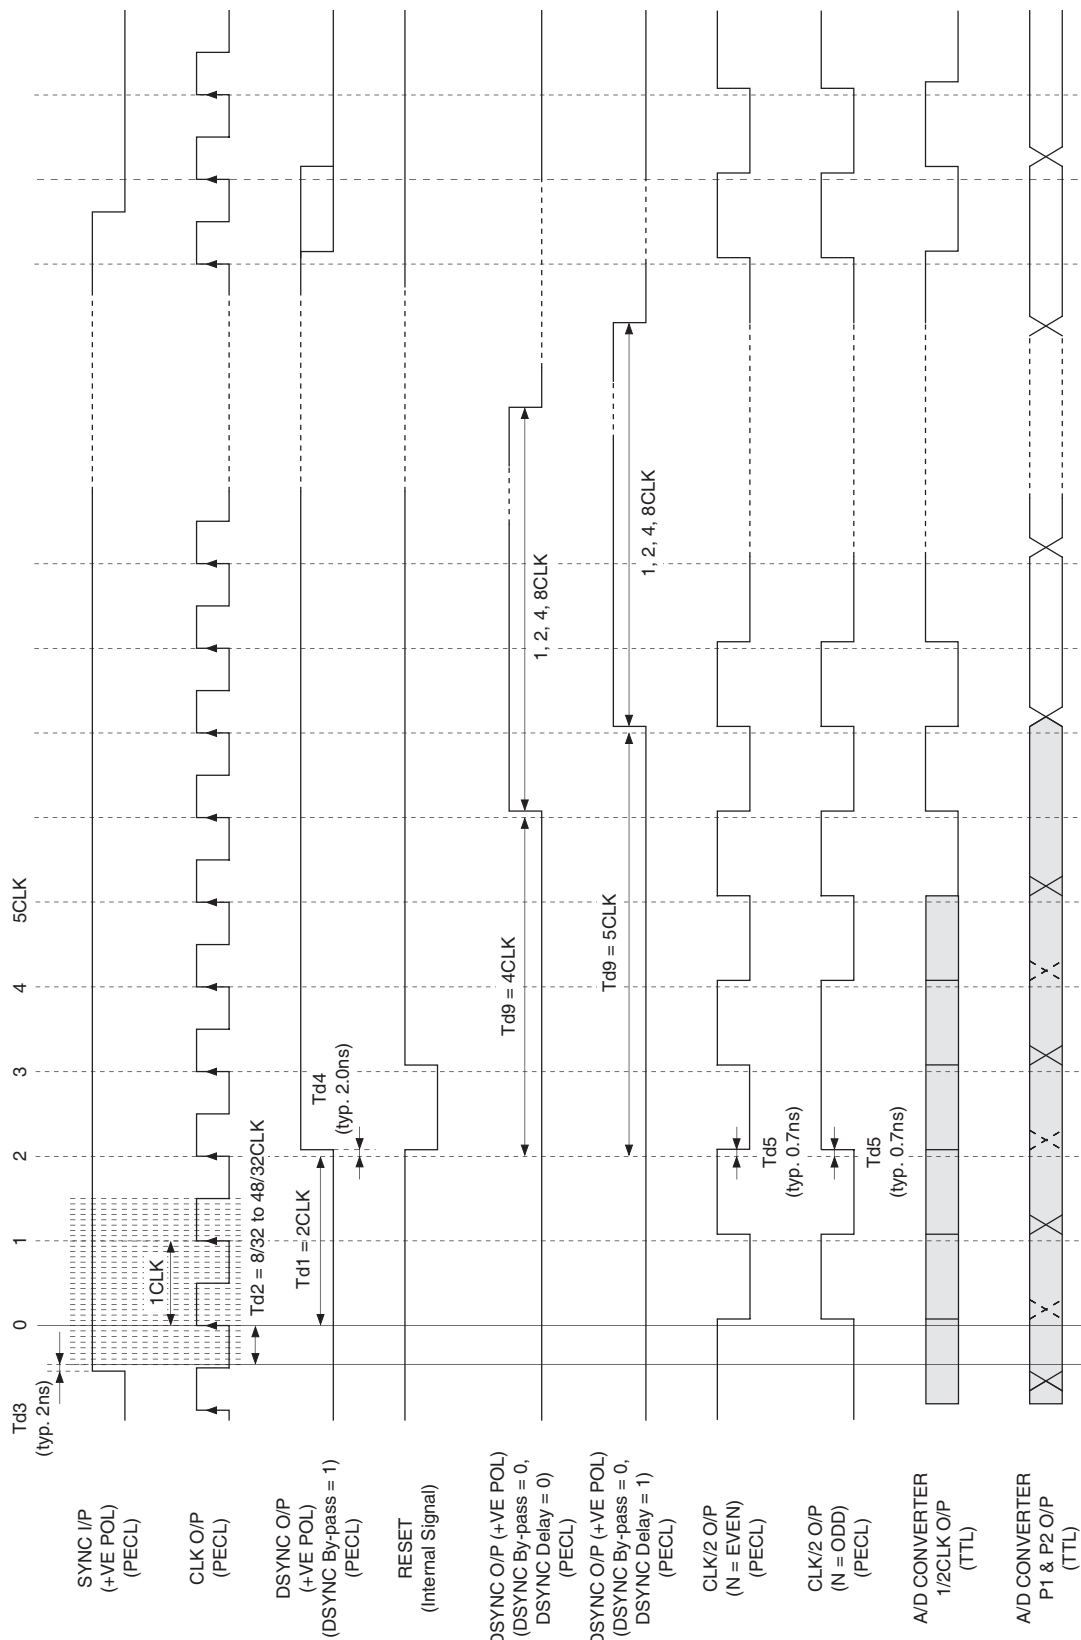 Td3
(typ. 2ns)
0
1
2
3
4
5CLK
SYNC I/P
(+VE POL)
(PECL)
1CLK
CLK O/P
(PECL)
Td2 = 8/32 to 48/32CLK
DSYNC O/P
(+VE POL)
(DSYNC By-pass = 1)
(PECL)
Td1 = 2CLK
Td4
(typ. 2.0ns)
RESET
(Internal Signal)
DSYNC O/P (+VE POL)
(DSYNC By-pass = 0,
DSYNC Delay = 0)
(PECL)
Td9 = 4CLK
1, 2, 4, 8CLK
DSYNC O/P (+VE POL)
(DSYNC By-pass = 0,
DSYNC Delay = 1)
(PECL)
Td9 = 5CLK
1, 2, 4, 8CLK
CLK/2 O/P
(N = EVEN)
(PECL)
Td5
(typ. 0.7ns)
CLK/2 O/P
(N = ODD)
(PECL)
Td5
(typ. 0.7ns)
A/D CONVERTER
1/2CLK O/P
(TTL)
A/D CONVERTER
P1 & P2 O/P
(TTL)